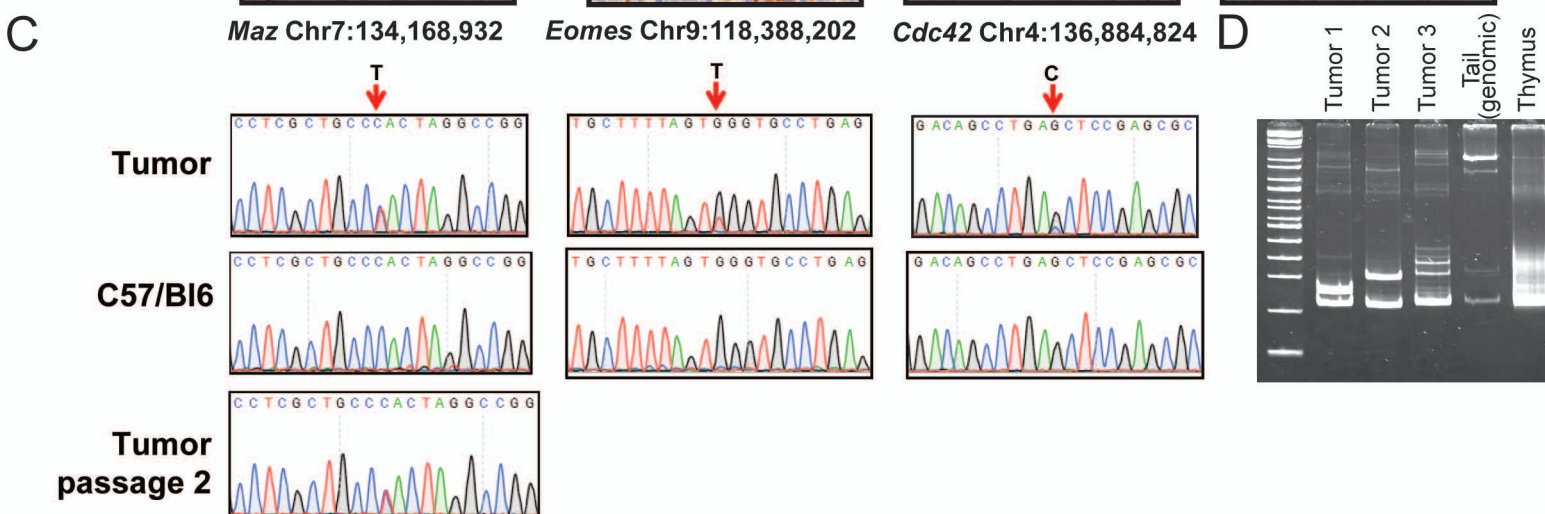 C
Maz Chr7:134,168,932
Eomes Chr9:118,388,202
Cdc42 Chr4:136,884,824
D
Tumor 1
Tumor 2
Tumor 3
Tail
(genomic)
Thymus
T
T
C
Tumor
CCTCGCTGCCCACTAGGCCGG
TGCTTTTAGTGGGTGCCTGAG
GACAGCCTGAGCTCCGAGCGC
C57/Bl6
CCTCGCTGCCCACTAGGCCGG
TGCTTTTAGTGGGTGCCTGAG
GACAGCCTGAGCTCCGAGCGC
Tumor
passage 2
CCTCGCTGCCCACTAGGCCGG